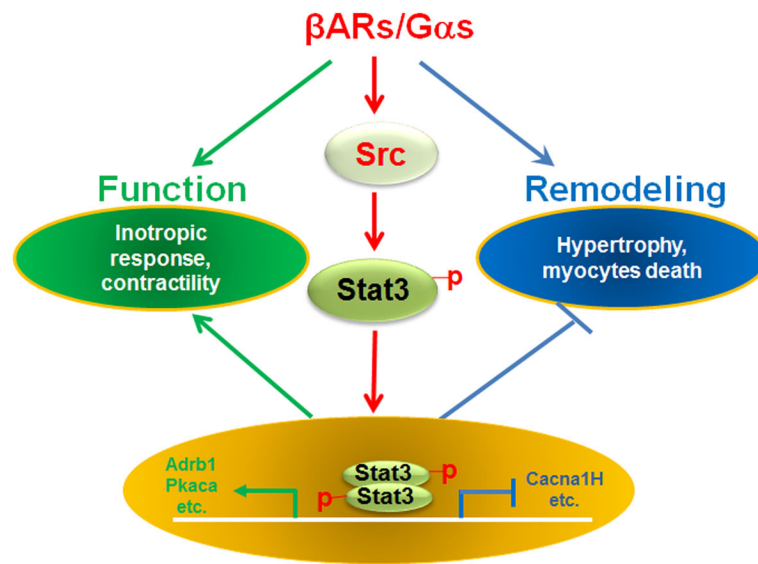 βARs/Gαs
Src
Function
Remodeling
Inotropic
response,
contractility
Hypertrophy,
myocytes death
Stat3
p
Adrb1
Pkaca
etc.
Stat3
p
p
Stat3
Cacna1H
etc.